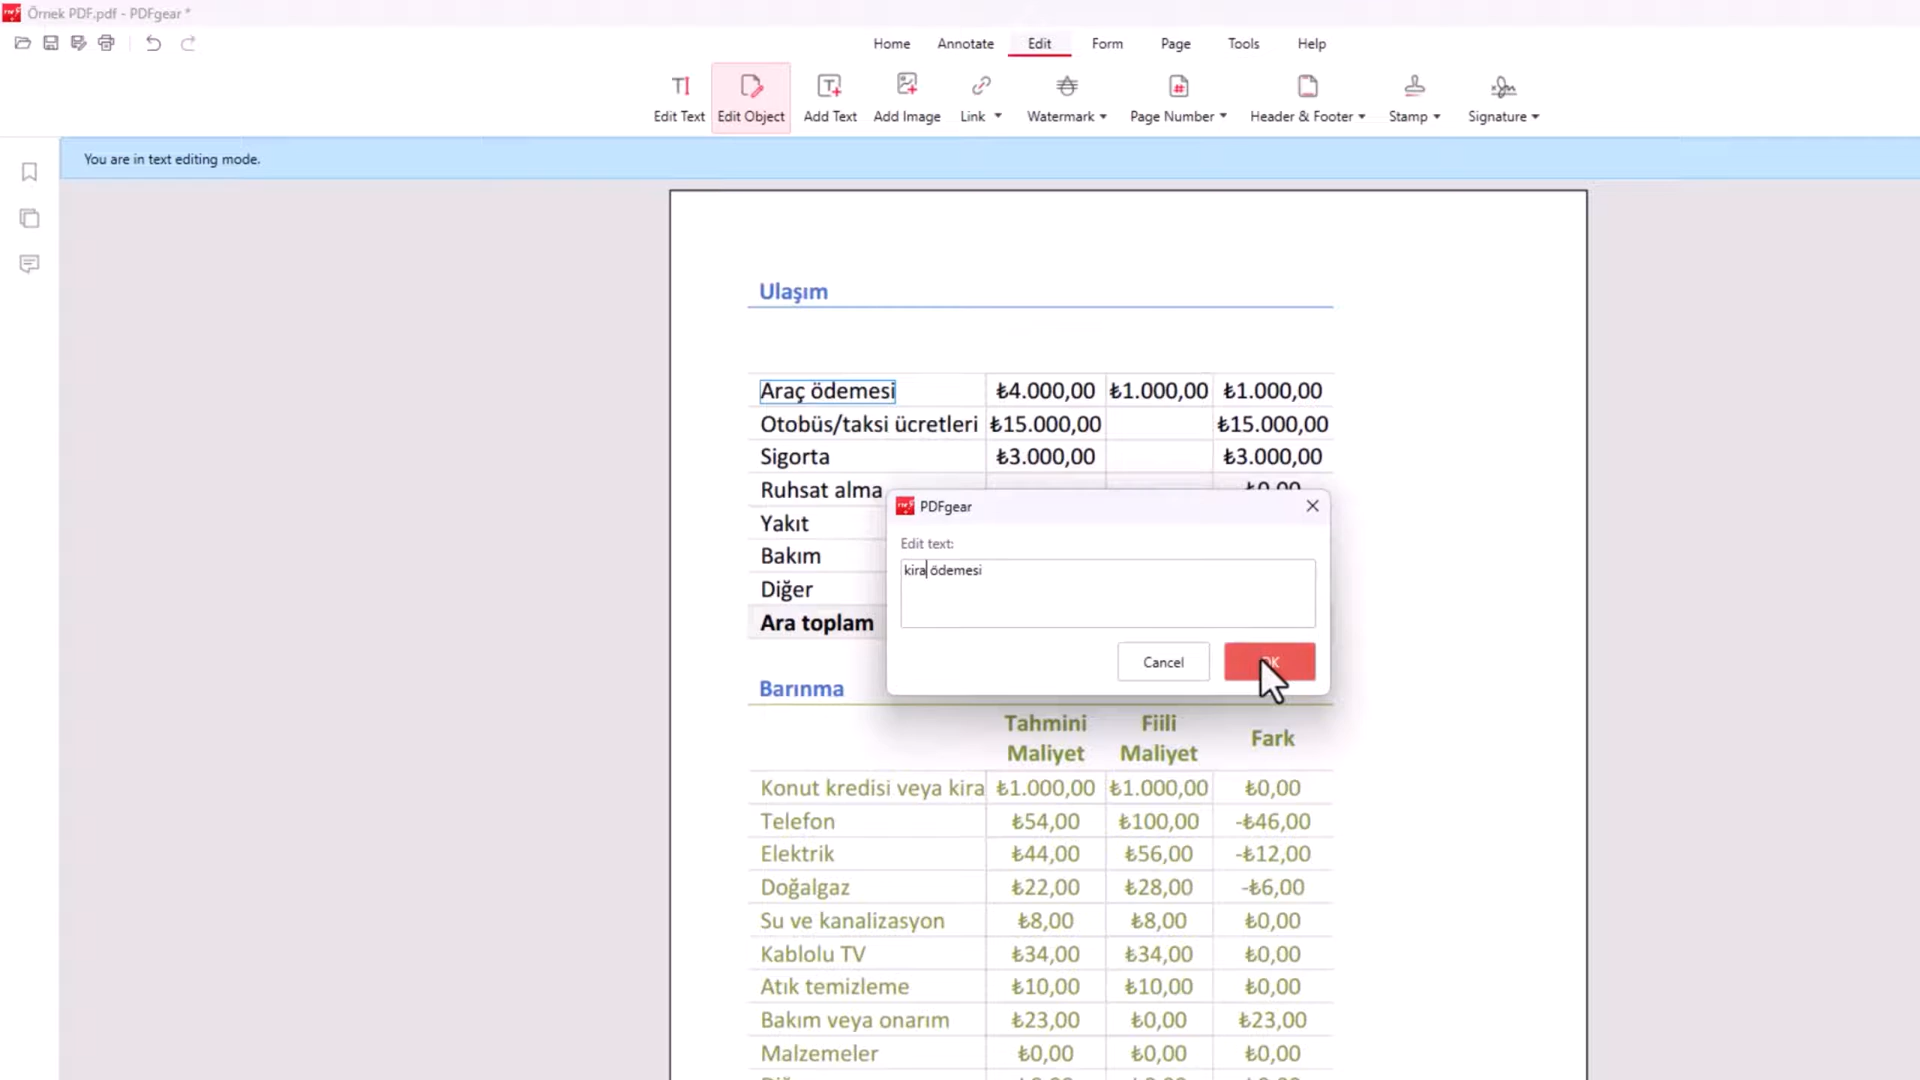 Örnek PDF.pdf - PDFgear *
Home Annotate Edit Form Page Tools Help
Edit Text Edit Object Add Text Add Image Link Watermark Page Number Header & Footer Stamp Signature
You are in text editing mode.
Ulaşım
Araç ödemesi ₺4.000,00 ₺1.000,00 ₺1.000,00
Otobüs/taksi ücretleri ₺15.000,00 ₺15.000,00
Sigorta ₺3.000,00 ₺3.000,00
Ruhsat alma ₺0,00
Yakıt
Bakım
Diğer
Ara toplam
PDFgear
Edit text:
kira ödemesi
Cancel OK
Barınma
Tahmini Maliyet Fiili Maliyet Fark
Konut kredisi veya kira ₺1.000,00 ₺1.000,00 ₺0,00
Telefon ₺54,00 ₺100,00 -₺46,00
Elektrik ₺44,00 ₺56,00 -₺12,00
Doğalgaz ₺22,00 ₺28,00 -₺6,00
Su ve kanalizasyon ₺8,00 ₺8,00 ₺0,00
Kablolu TV ₺34,00 ₺34,00 ₺0,00
Atık temizleme ₺10,00 ₺10,00 ₺0,00
Bakım veya onarım ₺23,00 ₺0,00 ₺23,00
Malzemeler ₺0,00 ₺0,00 ₺0,00